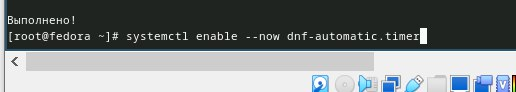 Выполнено!
[root@fedora ~]# systemctl enable --now dnf-automatic.timer